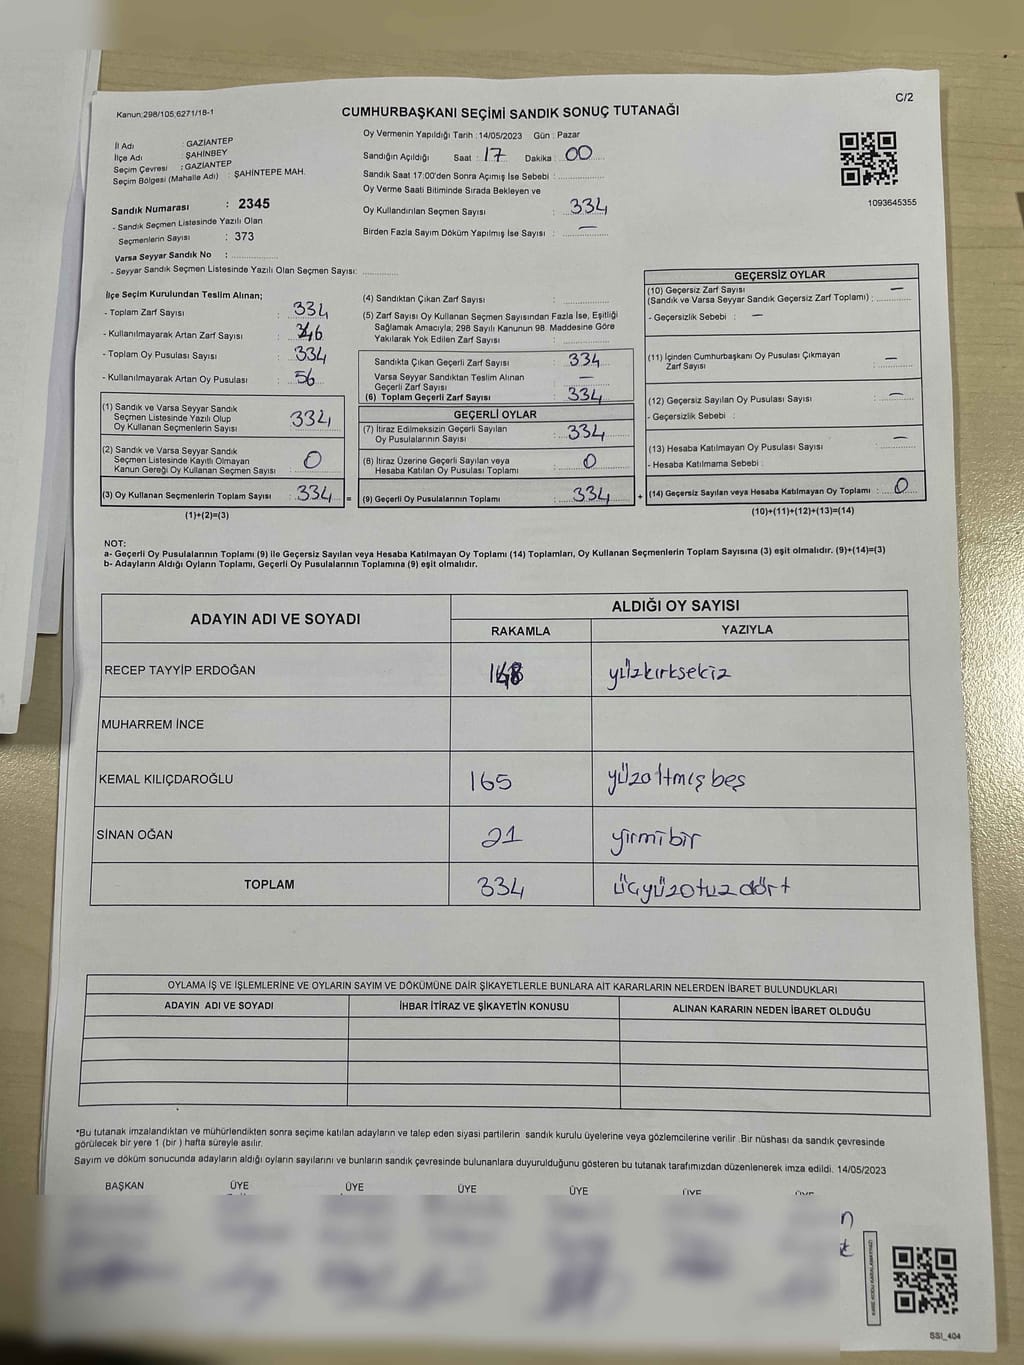 Kanun:298/105,6271/18-1
CUMHURBAŞKANI SEÇİMİ SANDIK SONUÇ TUTANAĞI
C/2
İl Adı : GAZİANTEP
İlçe Adı : ŞAHİNBEY
Seçim Çevresi : GAZİANTEP
Seçim Bölgesi (Mahalle Adı) : ŞAHİNTEPE MAH.
Sandık Numarası : 2345
- Sandık Seçmen Listesinde Yazılı Olan
Seçmenlerin Sayısı : 373
Varsa Seyyar Sandık No :
- Seyyar Sandık Seçmen Listesinde Yazılı Olan Seçmen Sayısı:
Oy Vermenin Yapıldığı Tarih : 14/05/2023 Gün : Pazar
Sandığın Açıldığı Saat : 17 Dakika : 00
Sandık Saat 17:00'den Sonra Açımış İse Sebebi :
Oy Verme Saati Bitiminde Sırada Bekleyen ve
Oy Kullandırılan Seçmen Sayısı : 334
Birden Fazla Sayım Döküm Yapılmış İse Sayısı : —
1093645355
İlçe Seçim Kurulundan Teslim Alınan;
- Toplam Zarf Sayısı : 334
- Kullanılmayarak Artan Zarf Sayısı :
- Toplam Oy Pusulası Sayısı : 334
- Kullanılmayarak Artan Oy Pusulası : 56
(1) Sandık ve Varsa Seyyar Sandık
Seçmen Listesinde Yazılı Olup
Oy Kullanan Seçmenlerin Sayısı : 334
(2) Sandık ve Varsa Seyyar Sandık
Seçmen Listesinde Kayıtlı Olmayan
Kanun Gereği Oy Kullanan Seçmen Sayısı : 0
(3) Oy Kullanan Seçmenlerin Toplam Sayısı : 334 =
(1)+(2)=(3)
(4) Sandıktan Çıkan Zarf Sayısı :
(5) Zarf Sayısı Oy Kullanan Seçmen Sayısından Fazla İse, Eşitliği
Sağlamak Amacıyla, 298 Sayılı Kanunun 98. Maddesine Göre
Yakılarak Yok Edilen Zarf Sayısı :
Sandıkta Çıkan Geçerli Zarf Sayısı : 334
Varsa Seyyar Sandıktan Teslim Alınan
Geçerli Zarf Sayısı : —
(6) Toplam Geçerli Zarf Sayısı : 334
GEÇERLİ OYLAR
(7) İtiraz Edilmeksizin Geçerli Sayılan
Oy Pusulalarının Sayısı : 334
(8) İtiraz Üzerine Geçerli Sayılan veya
Hesaba Katılan Oy Pusulası Toplamı : 0
(9) Geçerli Oy Pusulalarının Toplamı : 334 +
GEÇERSİZ OYLAR
(10) Geçersiz Zarf Sayısı —
(Sandık ve Varsa Seyyar Sandık Geçersiz Zarf Toplamı) :
- Geçersizlik Sebebi : —
(11) İçinden Cumhurbaşkanı Oy Pusulası Çıkmayan
Zarf Sayısı : —
(12) Geçersiz Sayılan Oy Pusulası Sayısı : —
- Geçersizlik Sebebi :
(13) Hesaba Katılmayan Oy Pusulası Sayısı : —
- Hesaba Katılmama Sebebi :
(14) Geçersiz Sayılan veya Hesaba Katılmayan Oy Toplamı : 0
(10)+(11)+(12)+(13)=(14)
NOT:
a- Geçerli Oy Pusulalarının Toplamı (9) ile Geçersiz Sayılan veya Hesaba Katılmayan Oy Toplamı (14) Toplamları, Oy Kullanan Seçmenlerin Toplam Sayısına (3) eşit olmalıdır. (9)+(14)=(3)
b- Adayların Aldığı Oyların Toplamı, Geçerli Oy Pusulalarının Toplamına (9) eşit olmalıdır.
ADAYIN ADI VE SOYADI
ALDIĞI OY SAYISI
RAKAMLA YAZIYLA
RECEP TAYYİP ERDOĞAN 148 yüzkırksekiz
MUHARREM İNCE
KEMAL KILIÇDAROĞLU 165 yüzaltmış beş
SİNAN OĞAN 21 yirmibir
TOPLAM 334 üçyüzotuzdört
OYLAMA İŞ VE İŞLEMLERİNE VE OYLARIN SAYIM VE DÖKÜMÜNE DAİR ŞİKAYETLERLE BUNLARA AİT KARARLARIN NELERDEN İBARET BULUNDUKLARI
ADAYIN ADI VE SOYADI İHBAR İTİRAZ VE ŞİKAYETİN KONUSU ALINAN KARARIN NEDEN İBARET OLDUĞU
*Bu tutanak imzalandıktan ve mühürlendikten sonra seçime katılan adayların ve talep eden siyasi partilerin sandık kurulu üyelerine veya gözlemcilerine verilir .Bir nüshası da sandık çevresinde
görülecek bir yere 1 (bir ) hafta süreyle asılır.
Sayım ve döküm sonucunda adayların aldığı oyların sayılarını ve bunların sandık çevresinde bulunanlara duyurulduğunu gösteren bu tutanak tarafımızdan düzenlenerek imza edildi. 14/05/2023
BAŞKAN ÜYE ÜYE ÜYE ÜYE ÜYE ÜYE
SSI_404